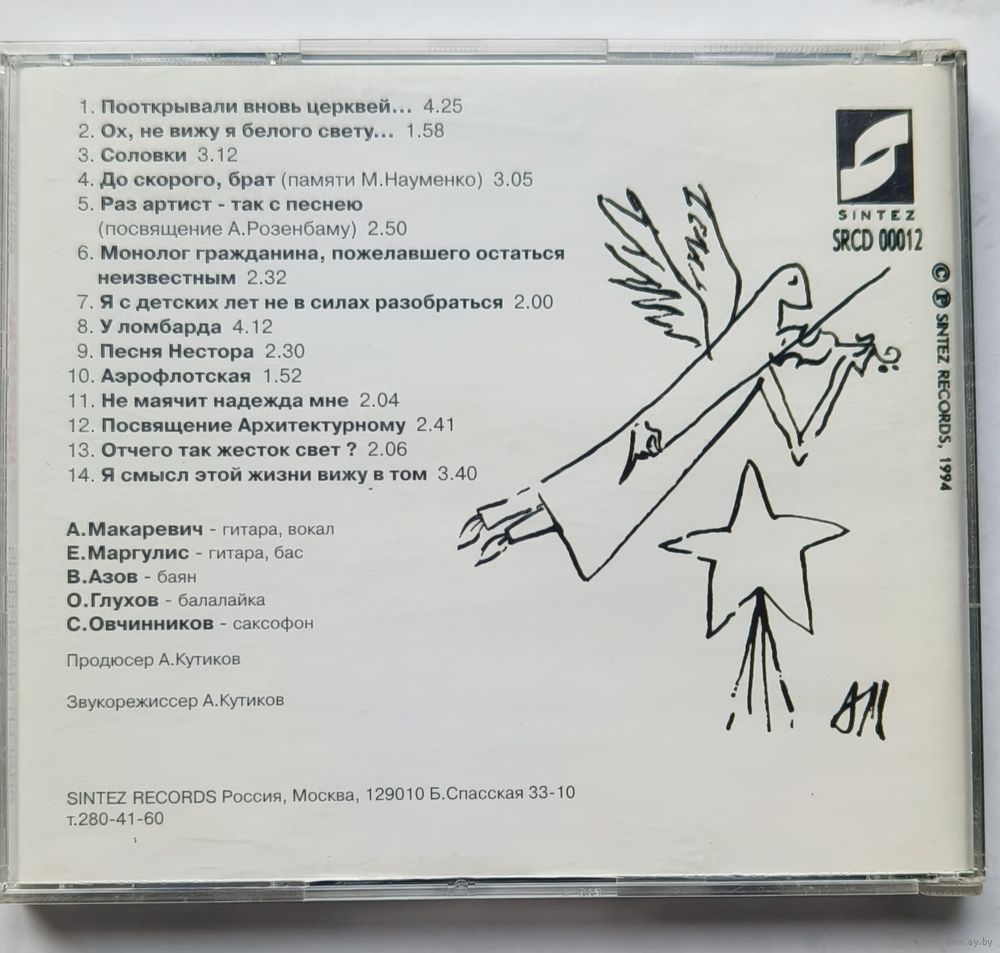 1. Пооткрывали вновь церквей... 4.25
2. Ох, не вижу я белого свету... 1.58
3. Соловки 3.12
4. До скорого, брат (памяти М.Науменко) 3.05
5. Раз артист - так с песнею
(посвящение А.Розенбаму) 2.50
6. Монолог гражданина, пожелавшего остаться
неизвестным 2.32
7. Я с детских лет не в силах разобраться 2.00
8. У ломбарда 4.12
9. Песня Нестора 2.30
10. Аэрофлотская 1.52
11. Не маячит надежда мне 2.04
12. Посвящение Архитектурному 2.41
13. Отчего так жесток свет ? 2.06
14. Я смысл этой жизни вижу в том 3.40
А.Макаревич - гитара, вокал
Е.Маргулис - гитара, бас
В.Азов - баян
О.Глухов - балалайка
С.Овчинников - саксофон
Продюсер А.Кутиков
Звукорежиссер А.Кутиков
SINTEZ RECORDS Россия, Москва, 129010 Б.Спасская 33-10
т.280-41-60
SINTEZ
SRCD 00012
© ℗ SINTEZ RECORDS, 1994
АМ
www.ay.by